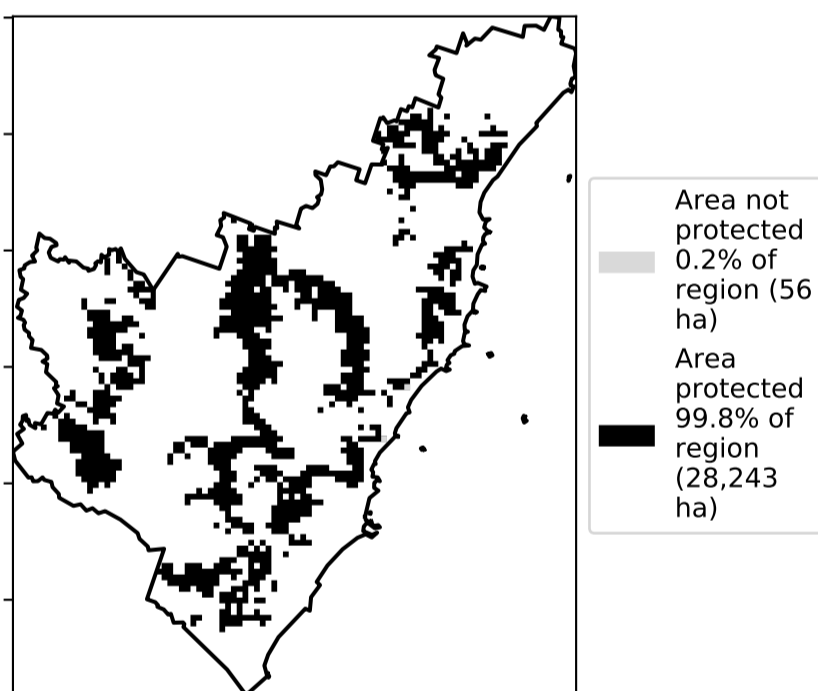 Area not
protected
0.2% of
region (56
ha)
Area
protected
99.8% of
region
(28,243
ha)